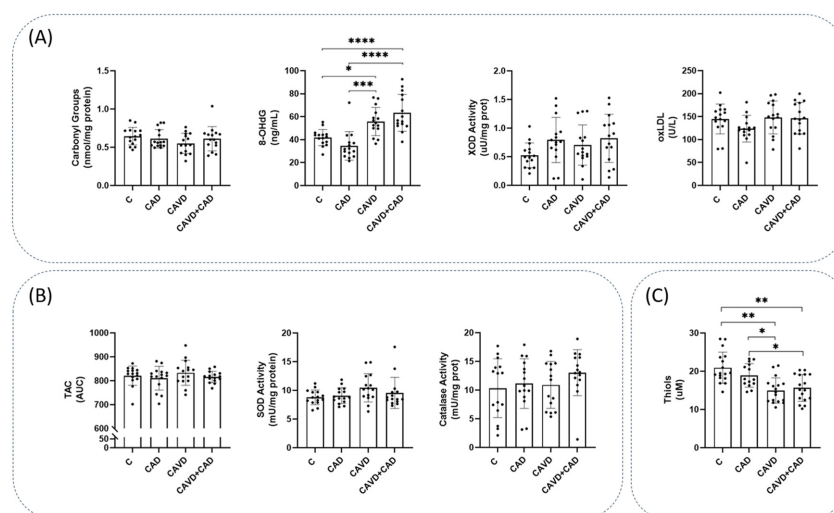 (A)
**** 
****
*
***
Carbonyl Groups
(nmol/mg protein)
1.5
1.0
0.5
0.0
C
CAD
CAVD
CAVD+CAD
8-OHdG
(ng/mL)
100
80
60
40
20
0
C
CAD
CAVD
CAVD+CAD
XOD Activity
(uU/mg prot)
2.0
1.5
1.0
0.5
0.0
C
CAD
CAVD
CAVD+CAD
oxLDL
(U/L)
250
200
150
100
50
0
C
CAD
CAVD
CAVD+CAD
(B)
TAC
(AUC)
1000
900
800
700
600
50
0
C
CAD
CAVD
CAVD+CAD
SOD Activity
(mU/mg protein)
20
15
10
5
0
C
CAD
CAVD
CAVD+CAD
Catalase Activity
(mU/mg prot)
20
15
10
5
0
C
CAD
CAVD
CAVD+CAD
(C)
**
**
*
*
Thiols
(uM)
30
20
10
0
C
CAD
CAVD
CAVD+CAD